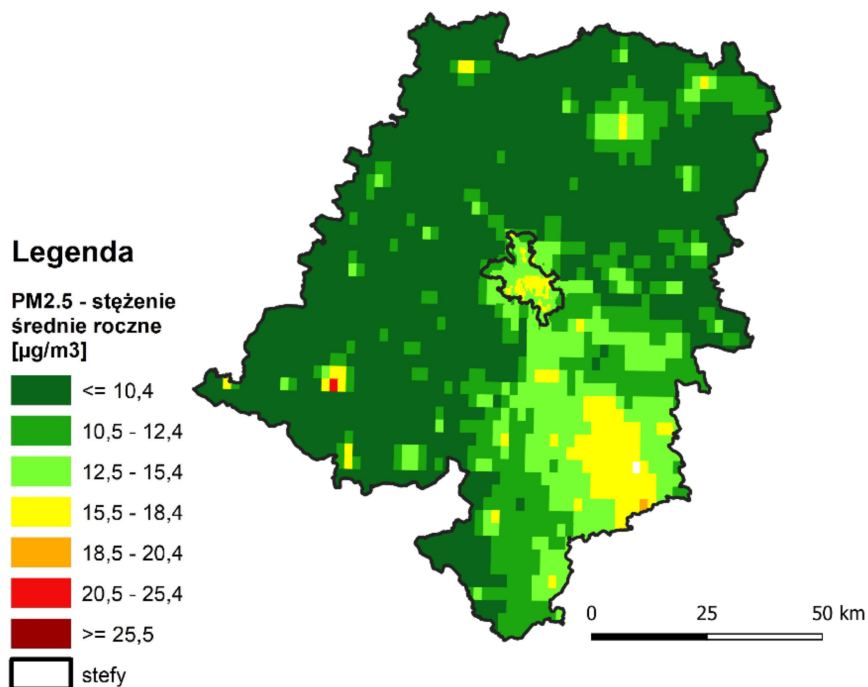 Legenda
PM2.5 - stężenie
średnie roczne
[µg/m3]
<= 10,4
10,5 - 12,4
12,5 - 15,4
15,5 - 18,4
18,5 - 20,4
20,5 - 25,4
>= 25,5
stefy
0 25 50 km